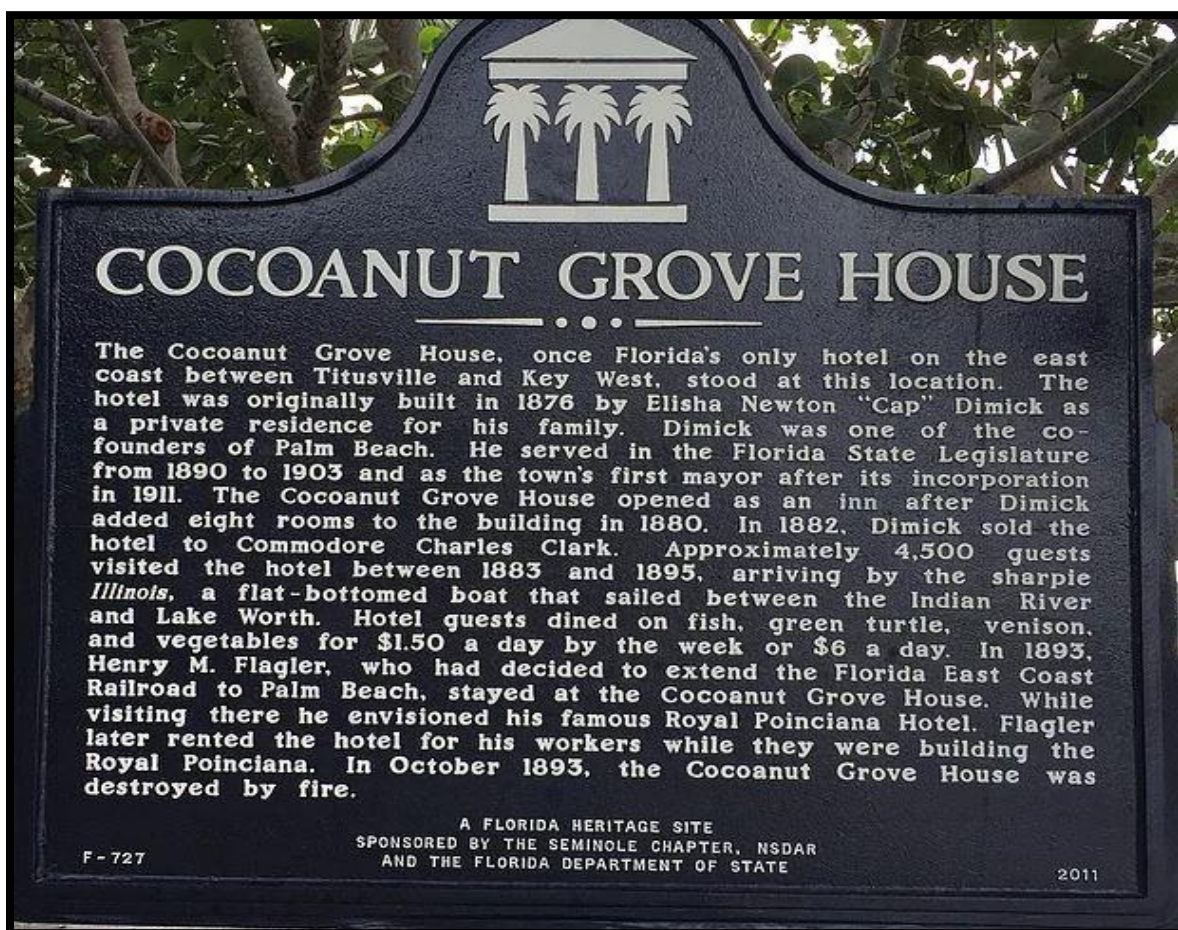 COCOANUT GROVE HOUSE
The Cocoanut Grove House, once Florida's only hotel on the east
coast between Titusville and Key West, stood at this location. The
hotel was originally built in 1876 by Elisha Newton "Cap" Dimick as
a private residence for his family. Dimick was one of the co-
founders of Palm Beach. He served in the Florida State Legislature
from 1890 to 1903 and as the town's first mayor after its incorporation
in 1911. The Cocoanut Grove House opened as an inn after Dimick
added eight rooms to the building in 1880. In 1882, Dimick sold the
hotel to Commodore Charles Clark. Approximately 4,500 guests
visited the hotel between 1883 and 1895, arriving by the sharpie
Illinois, a flat-bottomed boat that sailed between the Indian River
and Lake Worth. Hotel guests dined on fish, green turtle, venison,
and vegetables for $1.50 a day by the week or $6 a day. In 1893,
Henry M. Flagler, who had decided to extend the Florida East Coast
Railroad to Palm Beach, stayed at the Cocoanut Grove House. While
visiting there he envisioned his famous Royal Poinciana Hotel. Flagler
later rented the hotel for his workers while they were building the
Royal Poinciana. In October 1893, the Cocoanut Grove House was
destroyed by fire.
A FLORIDA HERITAGE SITE
SPONSORED BY THE SEMINOLE CHAPTER, NSDAR
AND THE FLORIDA DEPARTMENT OF STATE
F-727
2011